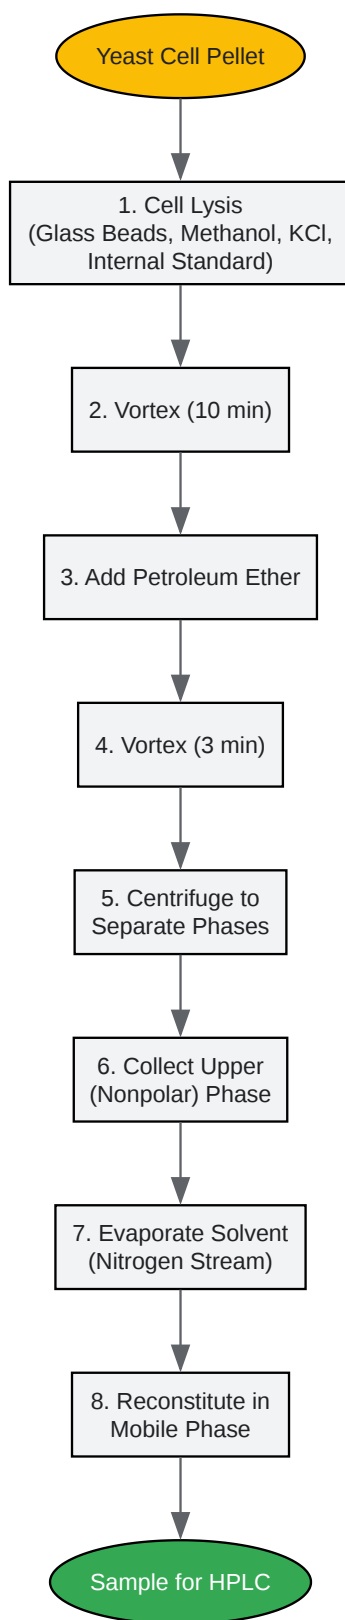 Yeast Cell Pellet
1. Cell Lysis
(Glass Beads, Methanol, KCl,
Internal Standard)
2. Vortex (10 min)
3. Add Petroleum Ether
4. Vortex (3 min)
5. Centrifuge to
Separate Phases
6. Collect Upper
(Nonpolar) Phase
7. Evaporate Solvent
(Nitrogen Stream)
8. Reconstitute in
Mobile Phase
Sample for HPLC